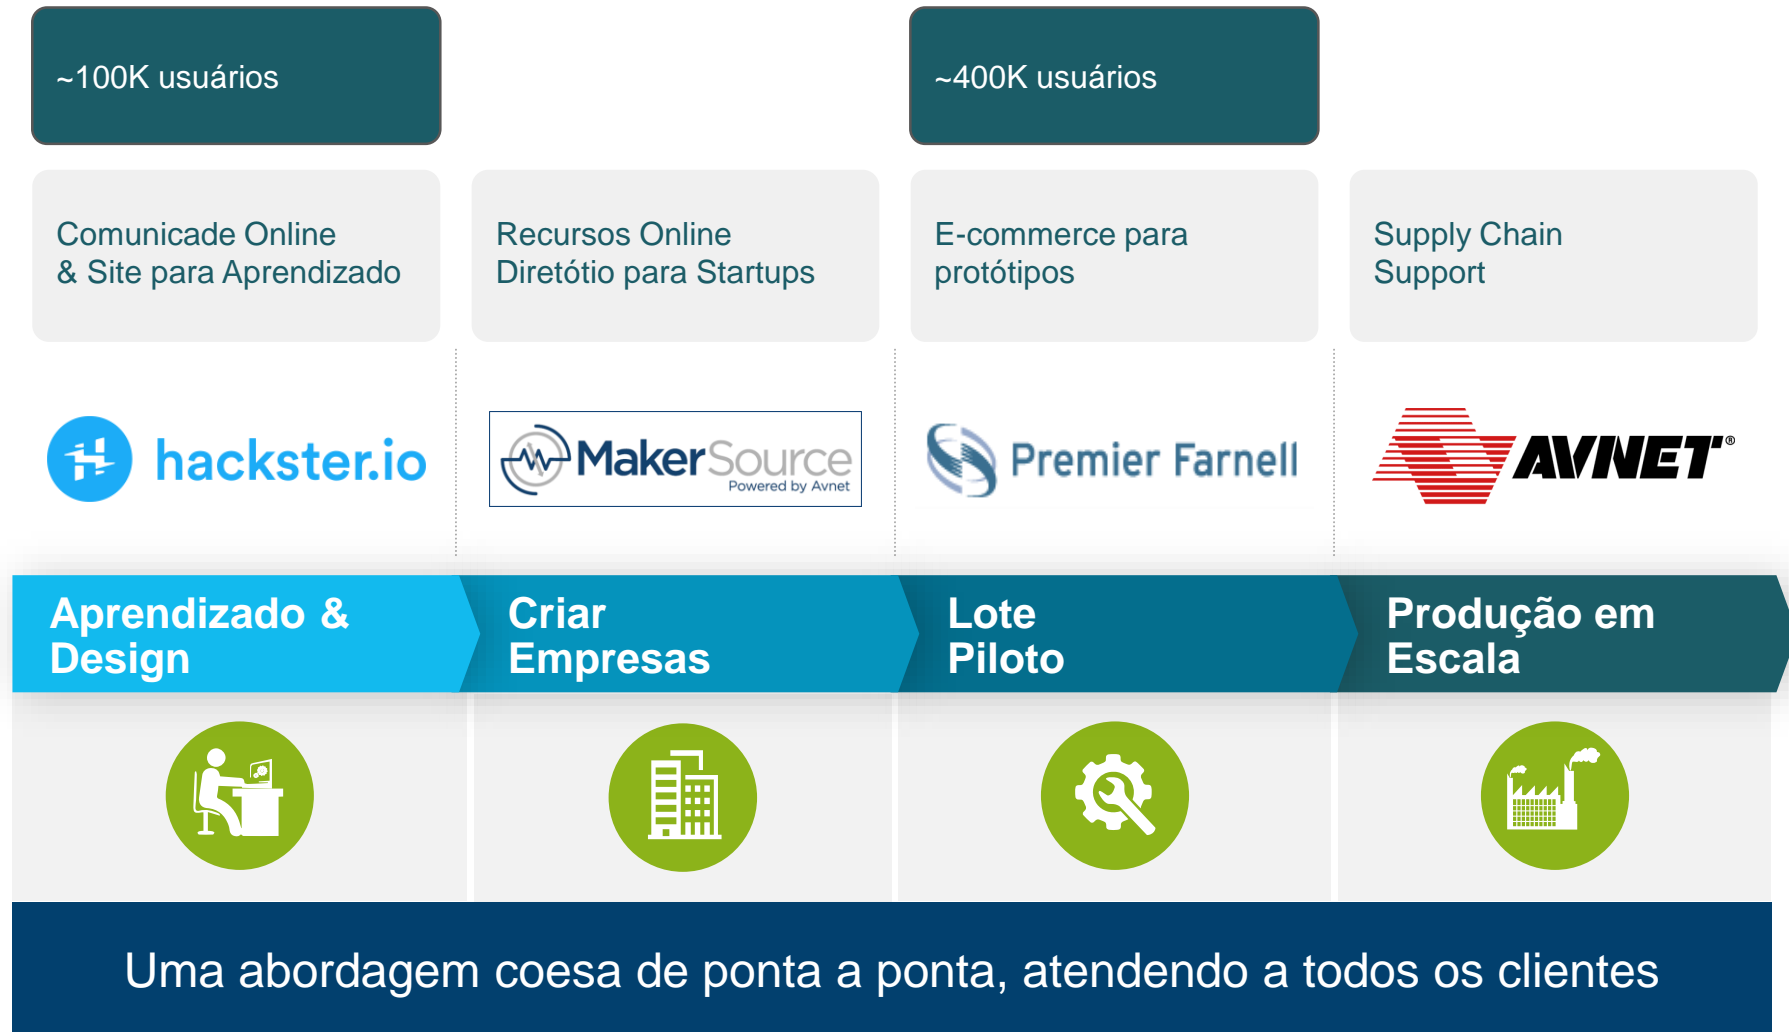 ~100K usuários
~400K usuários
Comunicade Online
& Site para Aprendizado
Recursos Online
Diretótio para Startups
E-commerce para
protótipos
Supply Chain
Support
hackster.io
MakerSource
Powered by Avnet
Premier Farnell
AVNET®
Aprendizado &
Design
Criar
Empresas
Lote
Piloto
Produção em
Escala
Uma abordagem coesa de ponta a ponta, atendendo a todos os clientes